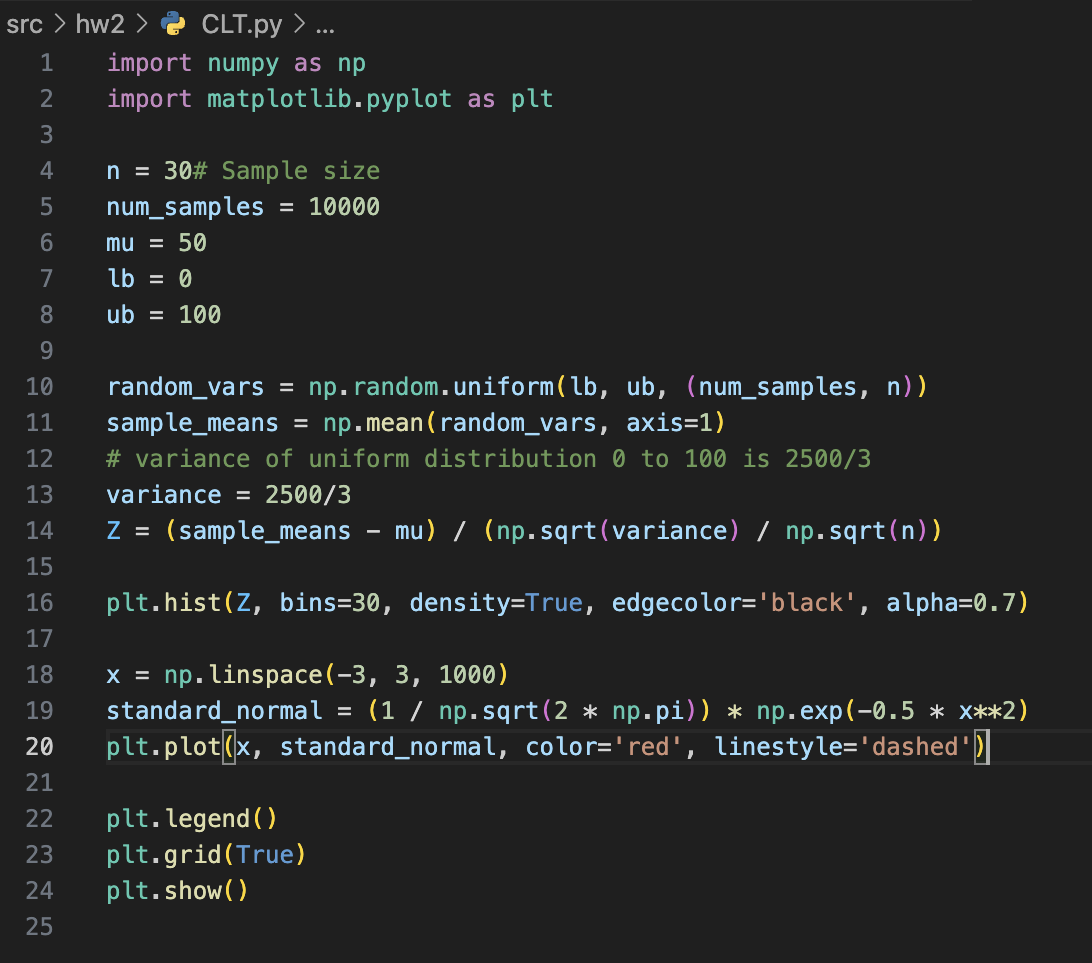 src > hw2 > CLT.py > ...
1 import numpy as np
2 import matplotlib.pyplot as plt
3
4 n = 30# Sample size
5 num_samples = 10000
6 mu = 50
7 lb = 0
8 ub = 100
9
10 random_vars = np.random.uniform(lb, ub, (num_samples, n))
11 sample_means = np.mean(random_vars, axis=1)
12 # variance of uniform distribution 0 to 100 is 2500/3
13 variance = 2500/3
14 Z = (sample_means - mu) / (np.sqrt(variance) / np.sqrt(n))
15
16 plt.hist(Z, bins=30, density=True, edgecolor='black', alpha=0.7)
17
18 x = np.linspace(-3, 3, 1000)
19 standard_normal = (1 / np.sqrt(2 * np.pi)) * np.exp(-0.5 * x**2)
20 plt.plot(x, standard_normal, color='red', linestyle='dashed')
21
22 plt.legend()
23 plt.grid(True)
24 plt.show()
25